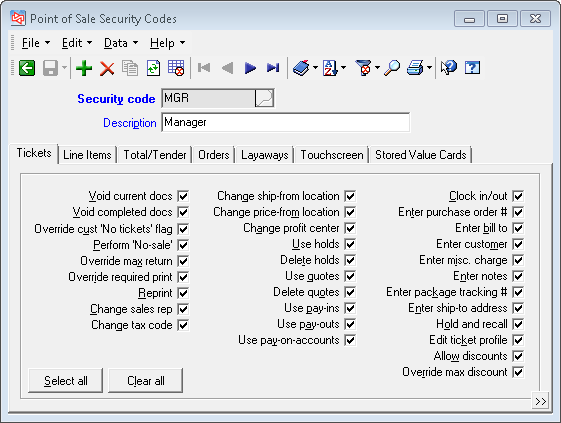 Point of Sale Security Codes
File Edit Data Help
Security code MGR
Description Manager
Tickets Line Items Total/Tender Orders Layaways Touchscreen Stored Value Cards
Void current docs
Void completed docs
Override cust 'No tickets' flag
Perform 'No-sale'
Override max return
Override required print
Reprint
Change sales rep
Change tax code
Change ship-from location
Change price-from location
Change profit center
Use holds
Delete holds
Use quotes
Delete quotes
Use pay-ins
Use pay-outs
Use pay-on-accounts
Clock in/out
Enter purchase order #
Enter bill to
Enter customer
Enter misc. charge
Enter notes
Enter package tracking #
Enter ship-to address
Hold and recall
Edit ticket profile
Allow discounts
Override max discount
Select all Clear all
>>